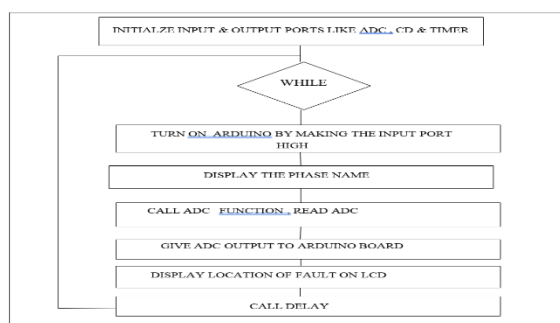 INITIALZE INPUT & OUTPUT PORTS LIKE ADC , CD & TIMER
WHILE
TURN ON ARDUINO BY MAKING THE INPUT PORT
HIGH
DISPLAY THE PHASE NAME
CALL ADC FUNCTION , READ ADC
GIVE ADC OUTPUT TO ARDUINO BOARD
DISPLAY LOCATION OF FAULT ON LCD
CALL DELAY